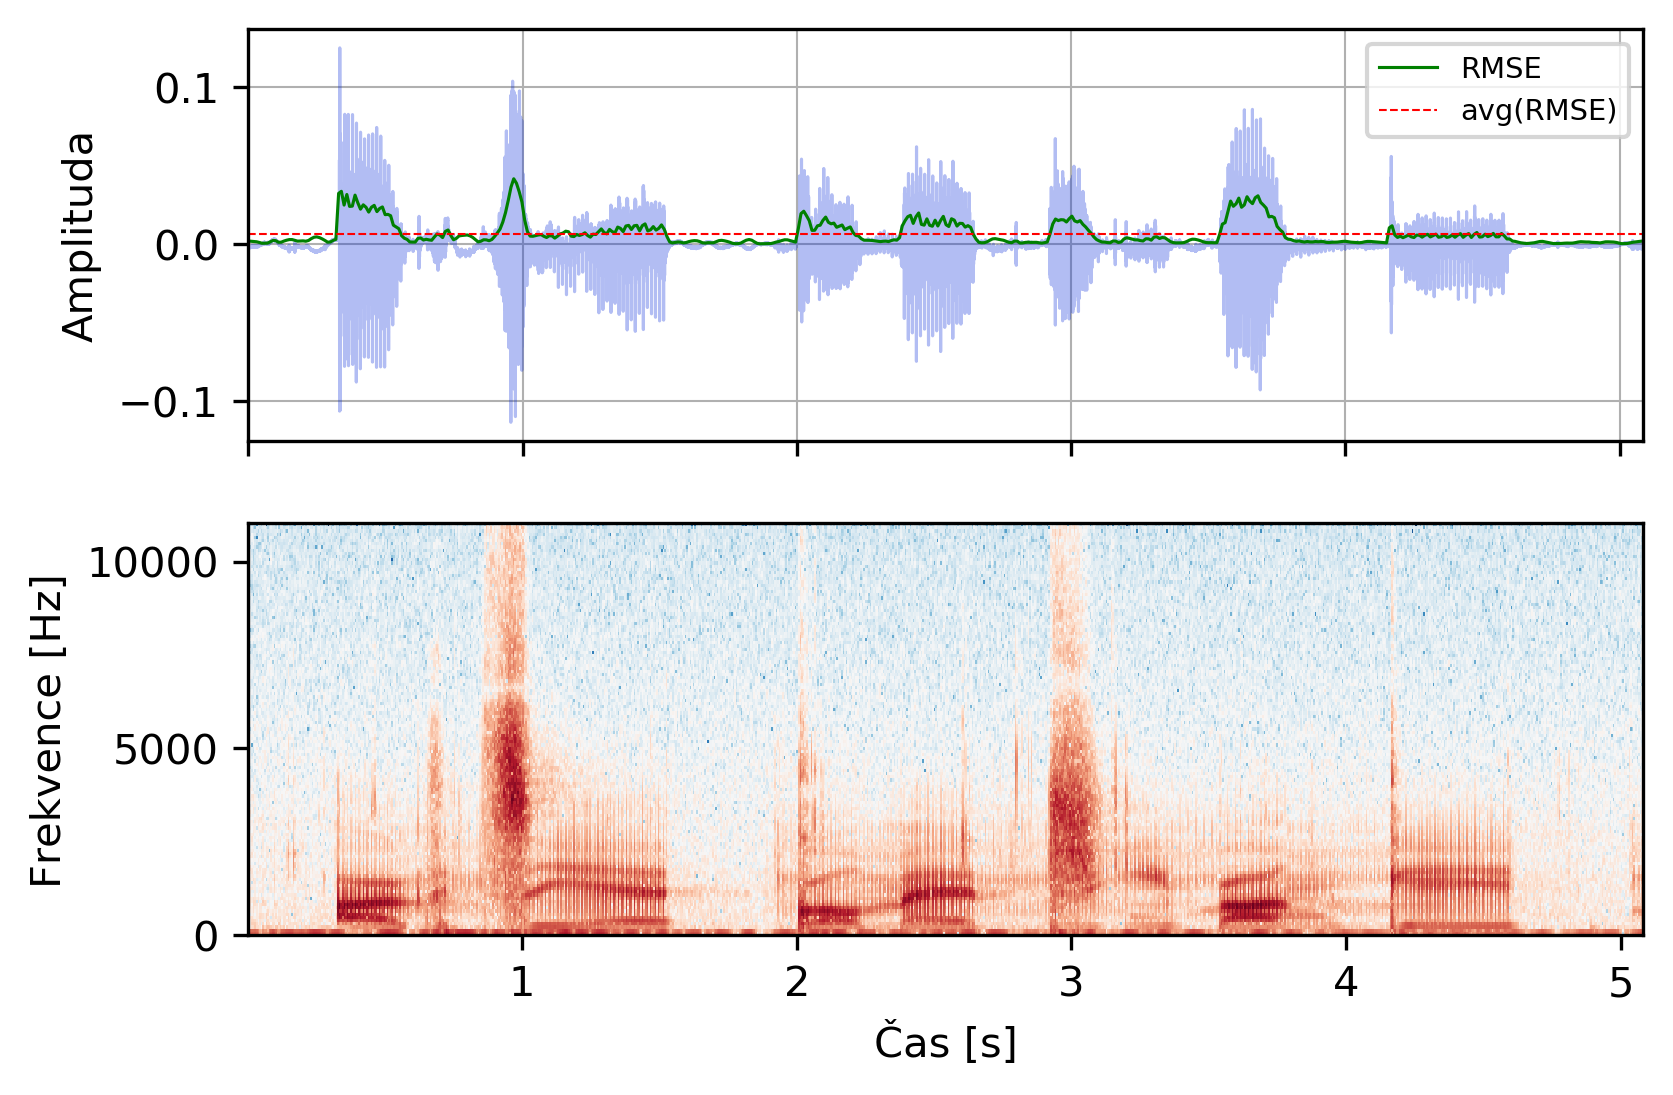 RMSE
avg(RMSE)
Amplituda
0.1
0.0
−0.1
Frekvence [Hz]
10000
5000
0
1
2
3
4
5
Čas [s]